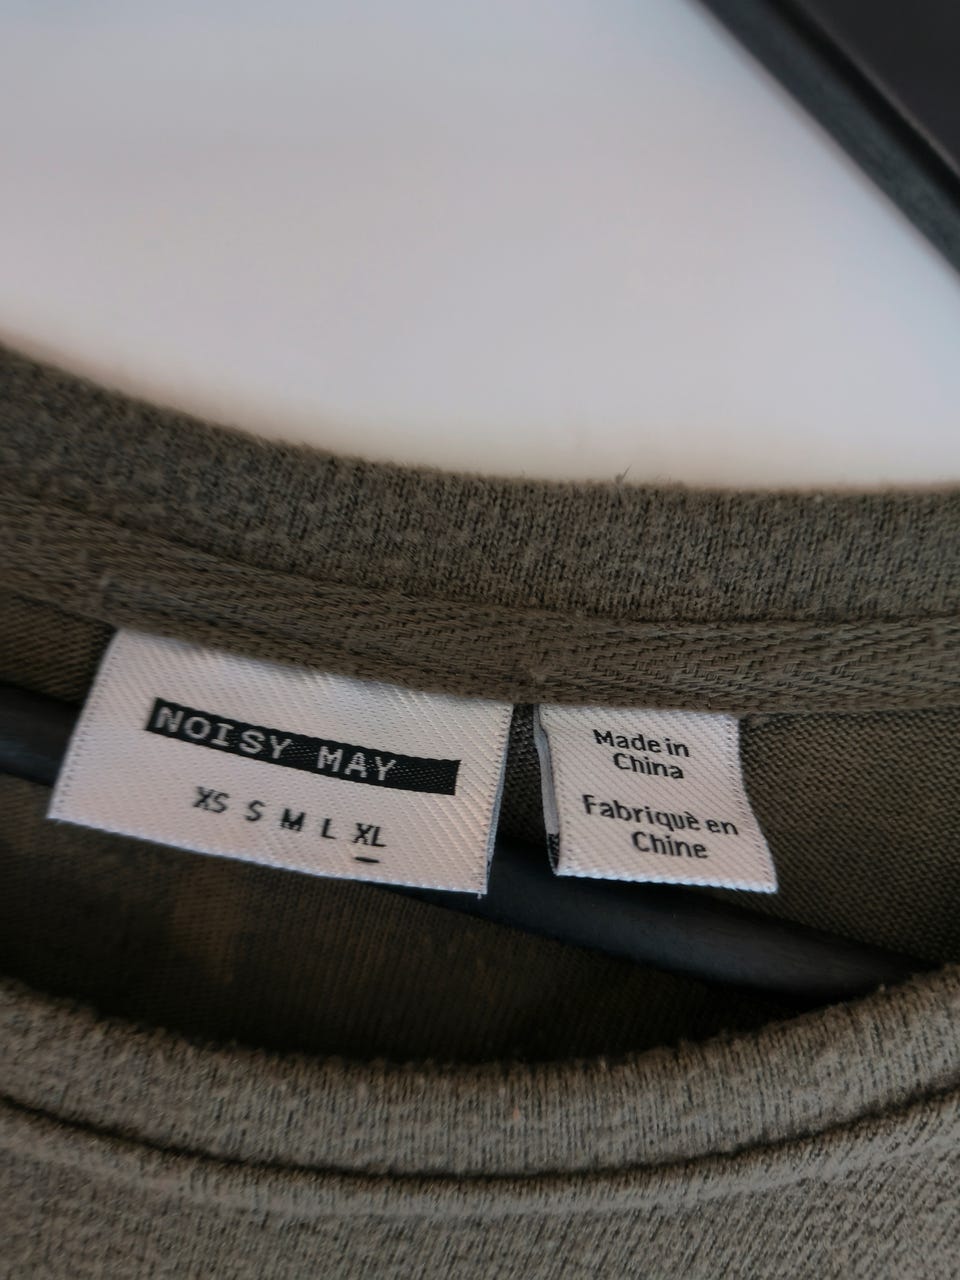 NOISY MAY
XS S M L XL
Made in
China
Fabriquè en
Chine